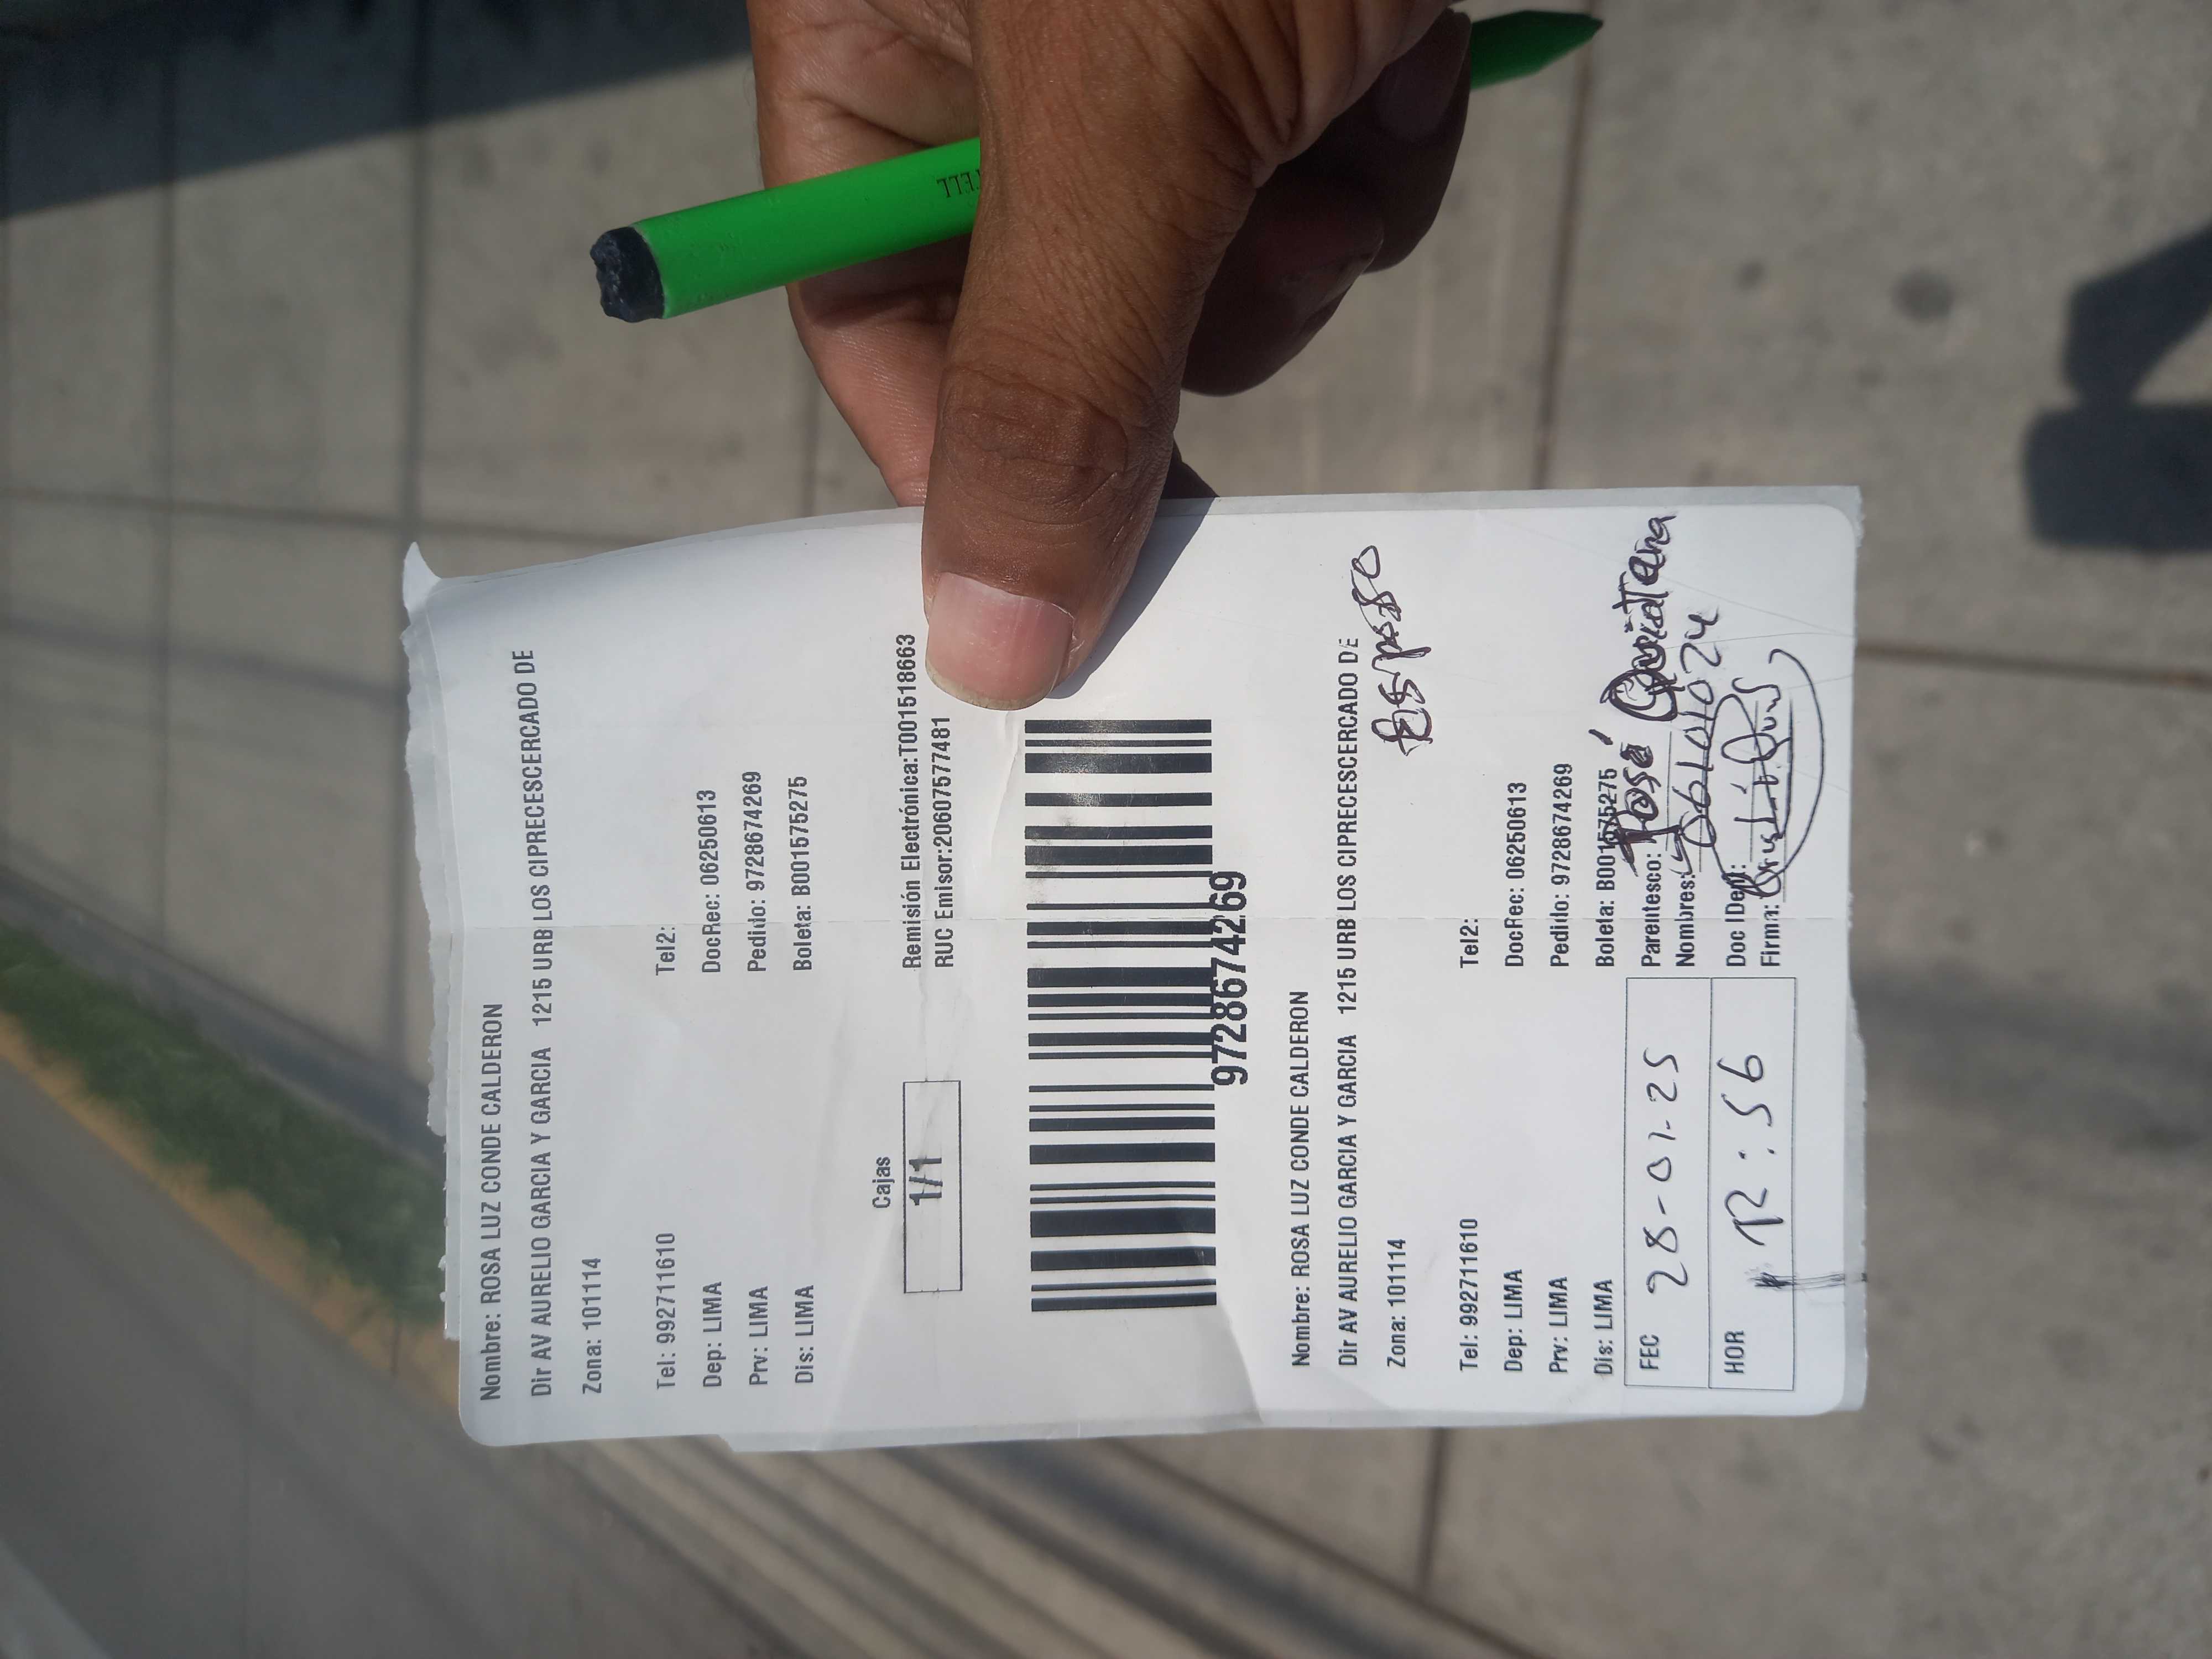 TELL
Nombre: ROSA LUZ CONDE CALDERON
Dir AV AURELIO GARCIA Y GARCIA 1215 URB LOS CIPRECESCERCADO DE
Zona: 101114
Tel: 992711610 Tel2:
Dep: LIMA DocRec: 06250613
Prv: LIMA Pedido: 9728674269
Dis: LIMA Boleta: B001575275
Cajas
1/1
Remisión Electrónica:T001518663
RUC Emisor:20607577481
9728674269
Nombre: ROSA LUZ CONDE CALDERON
Dir AV AURELIO GARCIA Y GARCIA 1215 URB LOS CIPRECESCERCADO DE
Zona: 101114 Esposo
Tel: 992711610 Tel2:
Dep: LIMA DocRec: 06250613
Prv: LIMA Pedido: 9728674269
Dis: LIMA Boleta: B001575275
FEC 28-01-25
Parentesco: José Quintana
Nombres:
HOR 12:56
Doc IDent:
Firma: